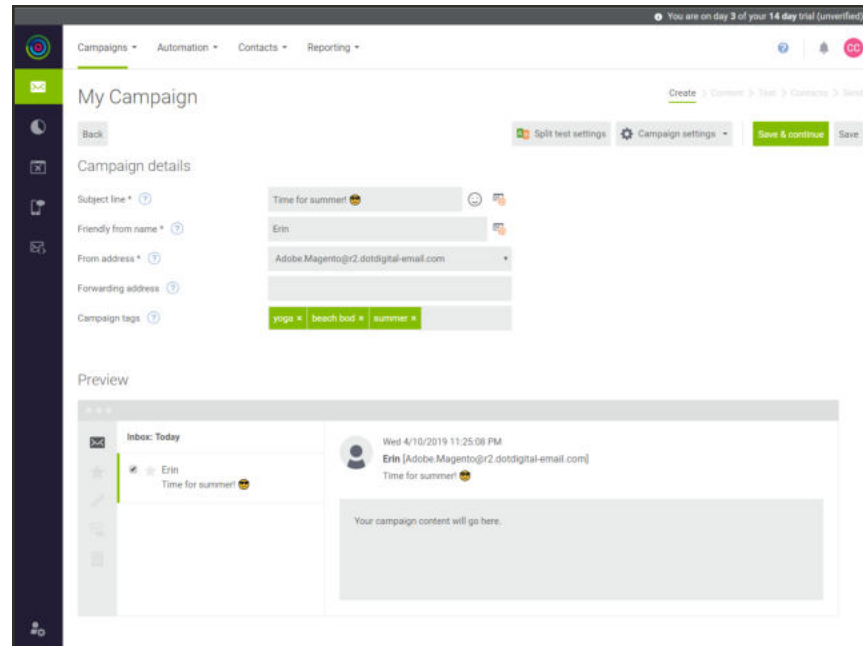 You are on day 3 of your 14 day trial (unverified)
Campaigns Automation Contacts Reporting
CC
My Campaign
Create > Content > Test > Contacts > Send
Back
Split test settings
Campaign settings
Save & continue
Save
Campaign details
Subject line * ?
Time for summer! 😎
Friendly from name * ?
Erin
From address * ?
Adobe.Magento@r2.dotdigital-email.com
Forwarding address ?
Campaign tags ?
yoga × beach bod × summer ×
Preview
Inbox: Today
Erin
Time for summer! 😎
Wed 4/10/2019 11:25:08 PM
Erin [Adobe.Magento@r2.dotdigital-email.com]
Time for summer! 😎
Your campaign content will go here.